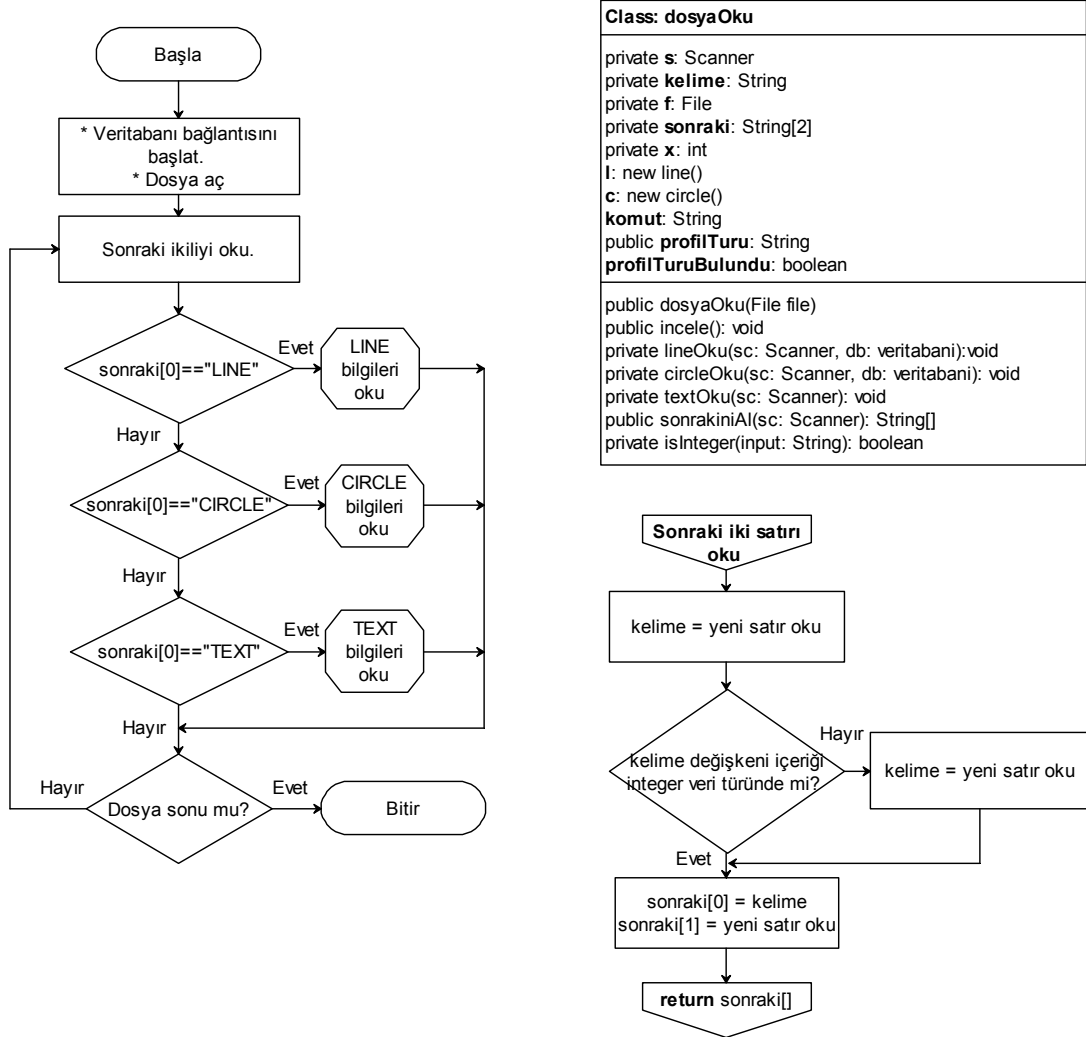 Başla
* Veritabanı bağlantısını
başlat.
* Dosya aç
Sonraki ikiliyi oku.
sonraki[0]=="LINE"
Evet
LINE
bilgileri
oku
Hayır
sonraki[0]=="CIRCLE"
Evet
CIRCLE
bilgileri
oku
Hayır
sonraki[0]=="TEXT"
Evet
TEXT
bilgileri
oku
Hayır
Dosya sonu mu?
Hayır
Evet
Bitir
Class: dosyaOku
private s: Scanner
private kelime: String
private f: File
private sonraki: String[2]
private x: int
l: new line()
c: new circle()
komut: String
public profilTuru: String
profilTuruBulundu: boolean
public dosyaOku(File file)
public incele(): void
private lineOku(sc: Scanner, db: veritabani):void
private circleOku(sc: Scanner, db: veritabani): void
private textOku(sc: Scanner): void
public sonrakiniAl(sc: Scanner): String[]
private isInteger(input: String): boolean
Sonraki iki satırı
oku
kelime = yeni satır oku
kelime değişkeni içeriği
integer veri türünde mi?
Hayır
kelime = yeni satır oku
Evet
sonraki[0] = kelime
sonraki[1] = yeni satır oku
return sonraki[]